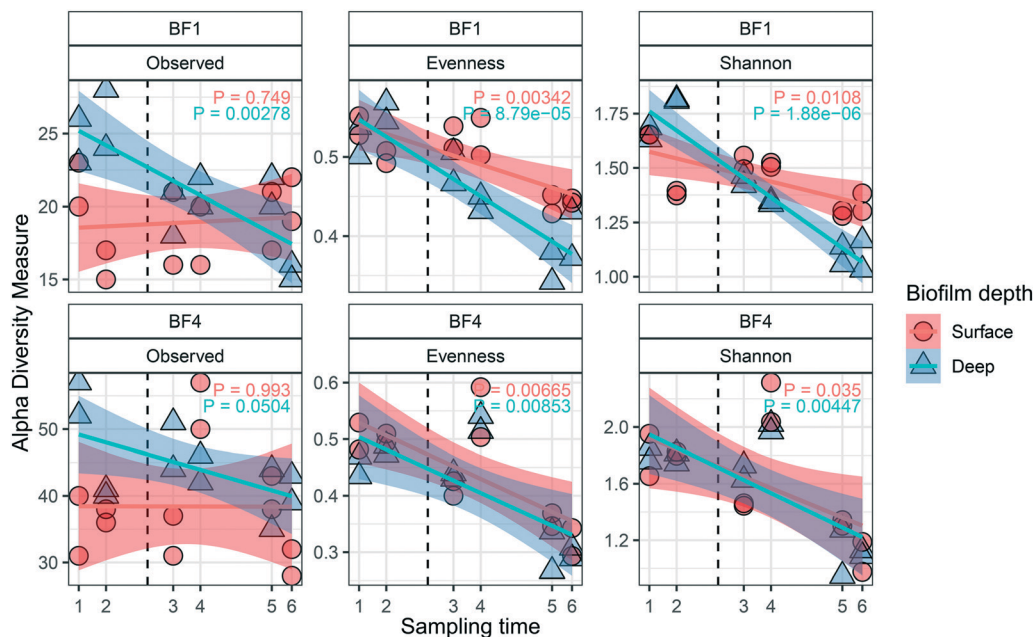 BF1
BF1
BF1
Observed
Evenness
Shannon
P = 0.749
P = 0.00278
P = 0.00342
P = 8.79e−05
P = 0.0108
P = 1.88e−06
25
20
15
0.5
0.4
1.75
1.50
1.25
1.00
Alpha Diversity Measure
BF4
BF4
BF4
Observed
Evenness
Shannon
P = 0.993
P = 0.0504
P = 0.00665
P = 0.00853
P = 0.035
P = 0.00447
50
40
30
0.6
0.5
0.4
0.3
2.0
1.6
1.2
1 2 3 4 5 6
1 2 3 4 5 6
1 2 3 4 5 6
Sampling time
Biofilm depth
Surface
Deep